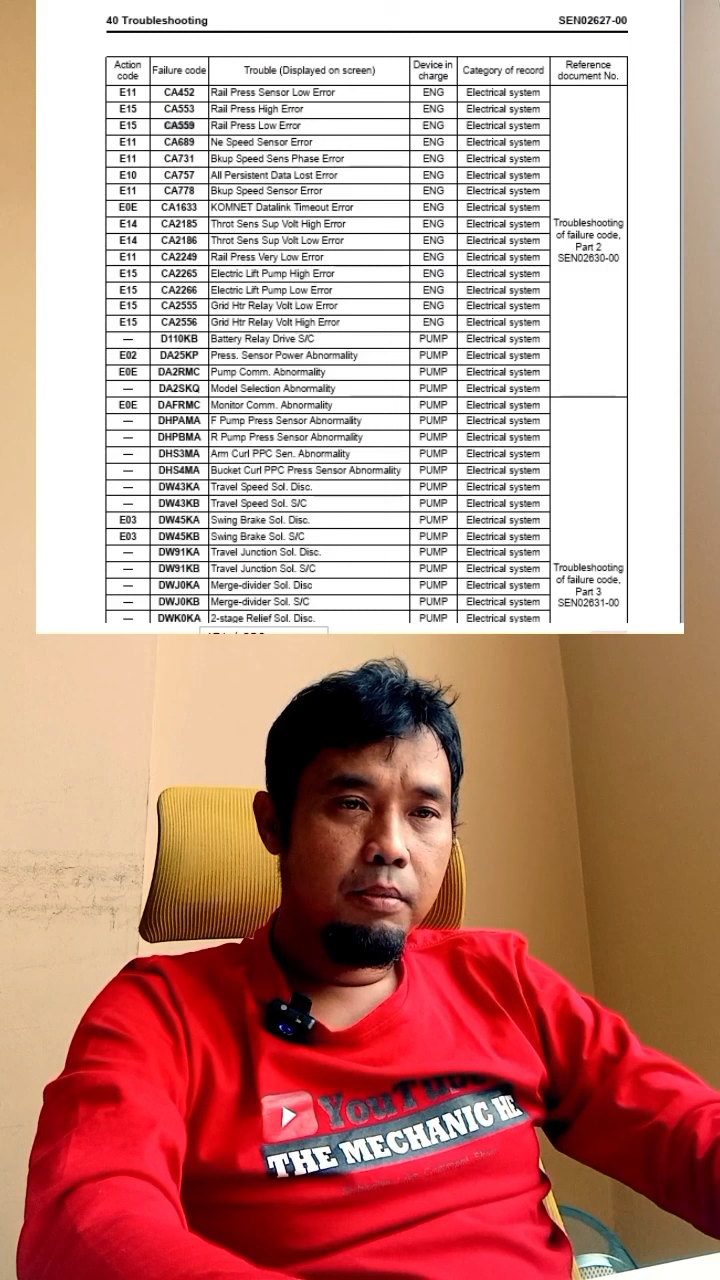 40 Troubleshooting SEN02627-00
Action code Failure code Trouble (Displayed on screen) Device in charge Category of record Reference document No.
E11 CA452 Rail Press Sensor Low Error ENG Electrical system
E15 CA553 Rail Press High Error ENG Electrical system
E15 CA559 Rail Press Low Error ENG Electrical system
E11 CA689 Ne Speed Sensor Error ENG Electrical system
E11 CA731 Bkup Speed Sens Phase Error ENG Electrical system
E10 CA757 All Persistent Data Lost Error ENG Electrical system
E11 CA778 Bkup Speed Sensor Error ENG Electrical system
E0E CA1633 KOMNET Datalink Timeout Error ENG Electrical system
E14 CA2185 Throt Sens Sup Volt High Error ENG Electrical system
E14 CA2186 Throt Sens Sup Volt Low Error ENG Electrical system
E11 CA2249 Rail Press Very Low Error ENG Electrical system
E15 CA2265 Electric Lift Pump High Error ENG Electrical system
E15 CA2266 Electric Lift Pump Low Error ENG Electrical system
E15 CA2555 Grid Htr Relay Volt Low Error ENG Electrical system
E15 CA2556 Grid Htr Relay Volt High Error ENG Electrical system
— D110KB Battery Relay Drive S/C PUMP Electrical system
E02 DA25KP Press. Sensor Power Abnormality PUMP Electrical system
E0E DA2RMC Pump Comm. Abnormality PUMP Electrical system
— DA2SKQ Model Selection Abnormality PUMP Electrical system
Troubleshooting
of failure code,
Part 2
SEN02630-00
E0E DAFRMC Monitor Comm. Abnormality PUMP Electrical system
— DHPAMA F Pump Press Sensor Abnormality PUMP Electrical system
— DHPBMA R Pump Press Sensor Abnormality PUMP Electrical system
— DHS3MA Arm Curl PPC Sen. Abnormality PUMP Electrical system
— DHS4MA Bucket Curl PPC Press Sensor Abnormality PUMP Electrical system
— DW43KA Travel Speed Sol. Disc. PUMP Electrical system
— DW43KB Travel Speed Sol. S/C PUMP Electrical system
E03 DW45KA Swing Brake Sol. Disc. PUMP Electrical system
E03 DW45KB Swing Brake Sol. S/C PUMP Electrical system
— DW91KA Travel Junction Sol. Disc. PUMP Electrical system
— DW91KB Travel Junction Sol. S/C PUMP Electrical system
— DWJ0KA Merge-divider Sol. Disc PUMP Electrical system
— DWJ0KB Merge-divider Sol. S/C PUMP Electrical system
— DWK0KA 2-stage Relief Sol. Disc. PUMP Electrical system
Troubleshooting
of failure code,
Part 3
SEN02631-00
YouTube
THE MECHANIC HE